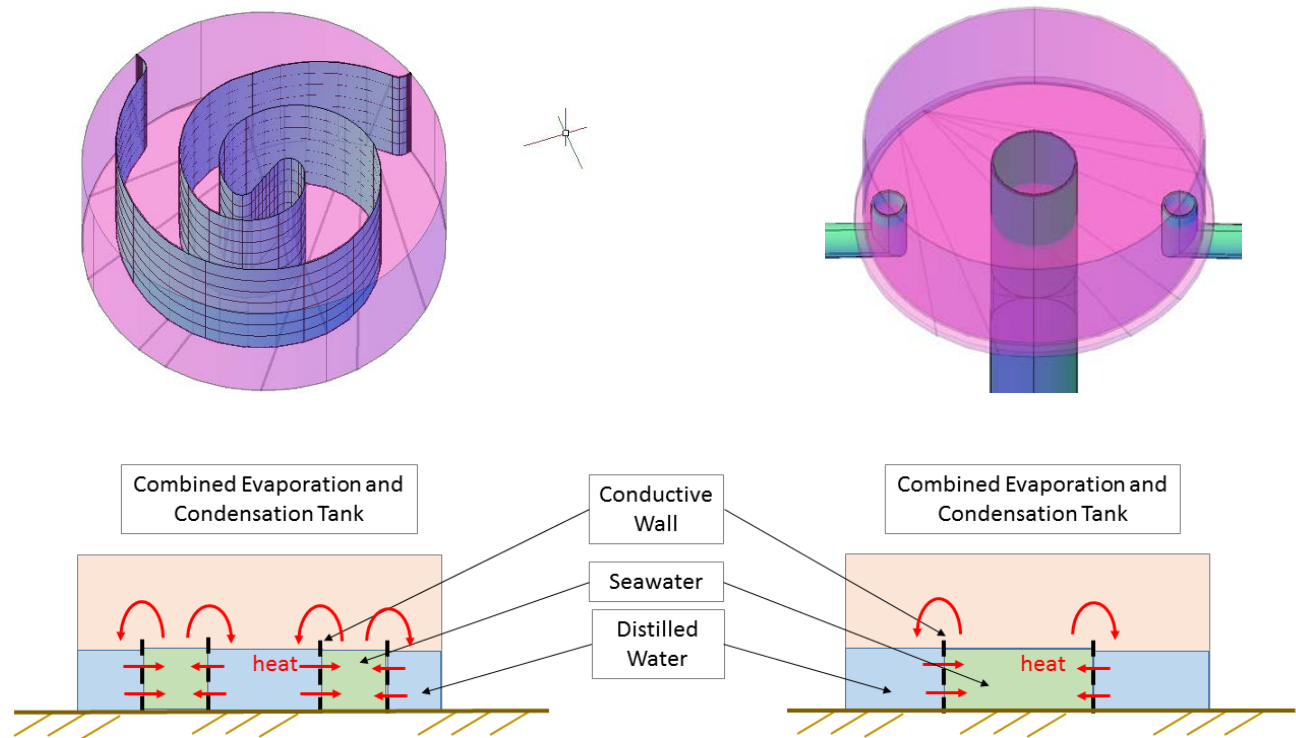 Combined Evaporation and
Condensation Tank
Conductive
Wall
Combined Evaporation and
Condensation Tank
Seawater
Distilled
Water
heat
heat